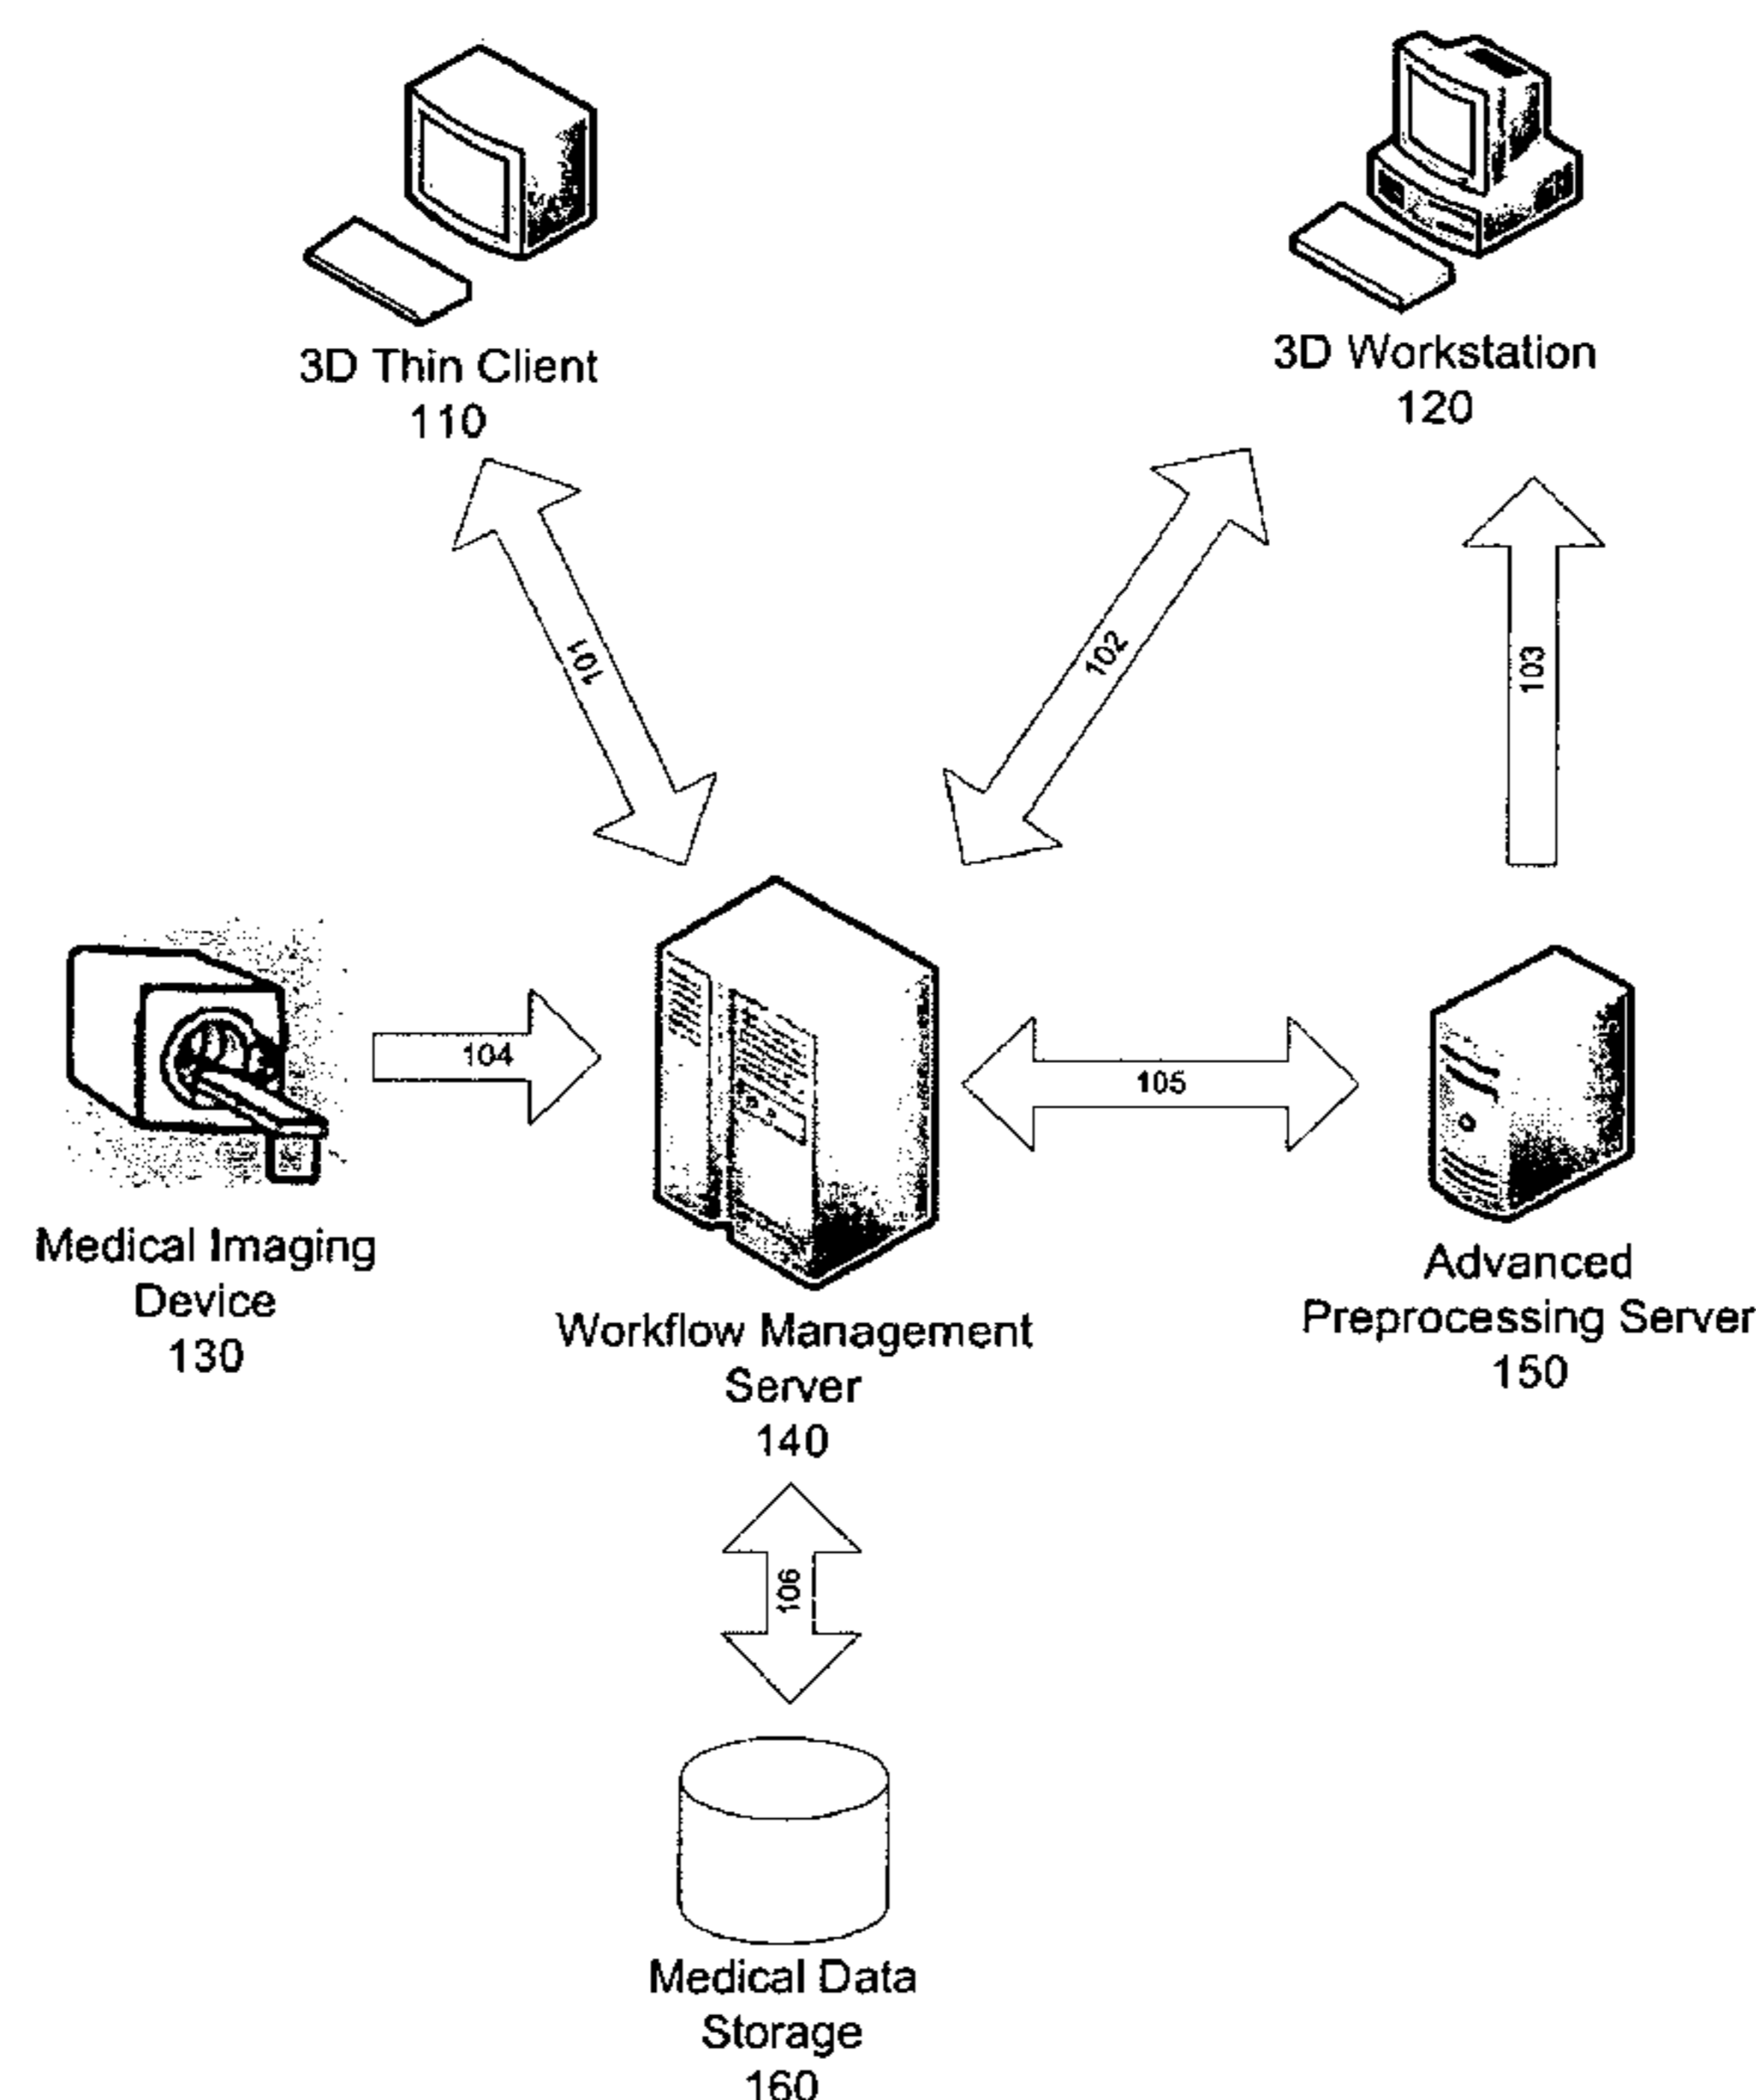 3D Thin Client
110
3D Workstation
120
101
102
103
104
105
Medical Imaging
Device
130
Workflow Management
Server
140
Advanced
Preprocessing Server
150
106
Medical Data
Storage
160